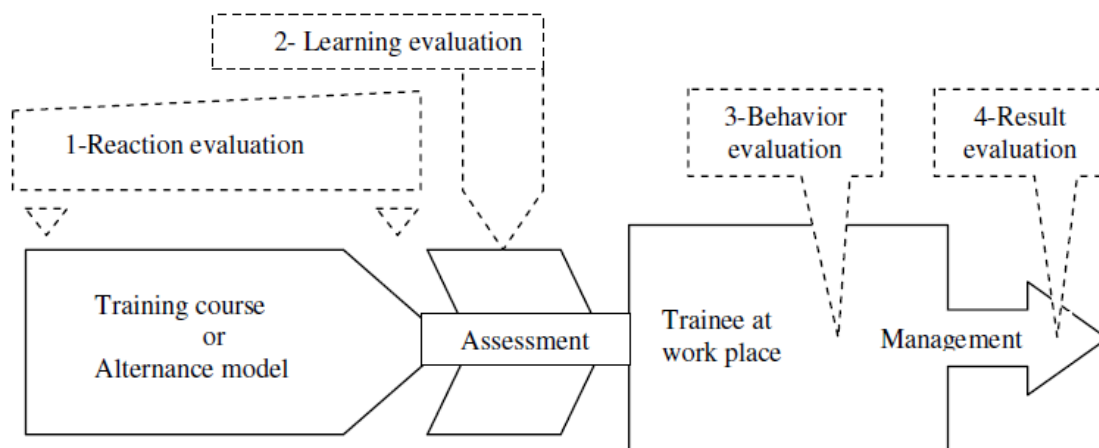 2- Learning evaluation
1-Reaction evaluation
3-Behavior
evaluation
4-Result
evaluation
Training course
or
Alternance model
Assessment
Trainee at
work place
Management